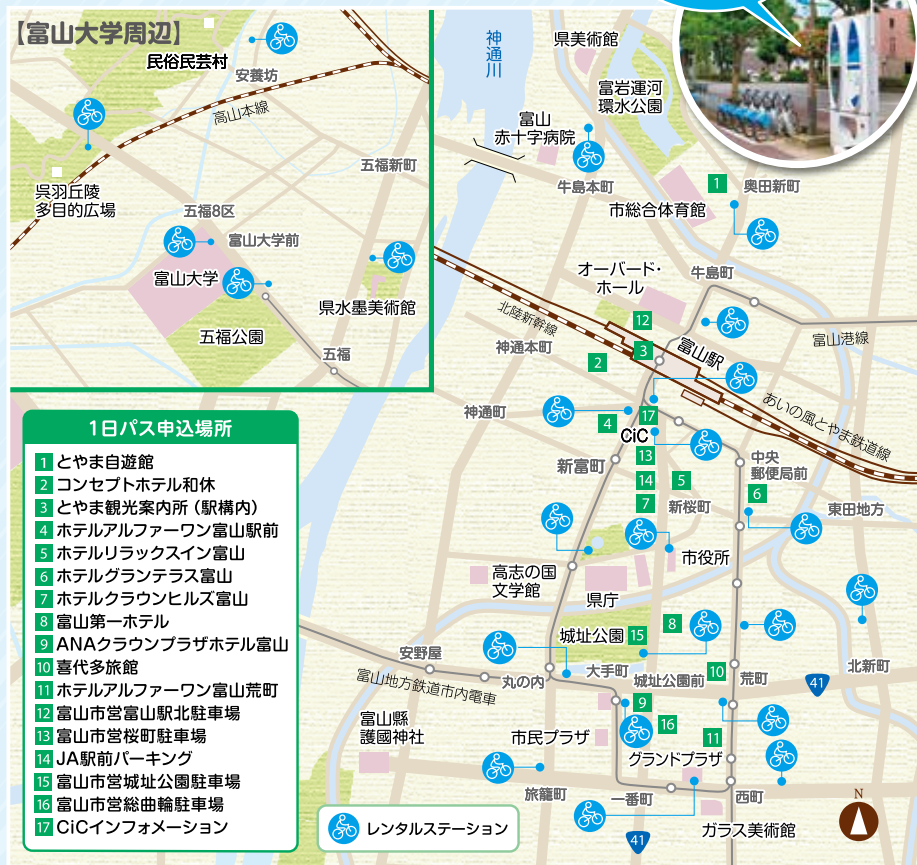 【富山大学周辺】
民俗民芸村
安養坊
高山本線
呉羽丘陵
多目的広場
五福新町
五福8区
富山大学前
富山大学
県水墨美術館
五福公園
五福
神通川
県美術館
富岩運河
環水公園
富山
赤十字病院
牛島本町
1
奥田新町
市総合体育館
牛島町
オーバード・
ホール
北陸新幹線
12
富山港線
神通本町
3
2
富山駅
あいの風とやま鉄道線
神通町
4
17
CiC
13
新富町
中央
郵便局前
14
5
6
7
新桜町
東田地方
市役所
高志の国
文学館
県庁
8
城址公園
15
安野屋
大手町
城址公園前
10
荒町
北新町
丸の内
41
富山地方鉄道市内電車
9
富山縣
護國神社
市民プラザ
16
11
グランドプラザ
旅籠町
一番町
西町
41
ガラス美術館
N
1日パス申込場所
1 とやま自遊館
2 コンセプトホテル和休
3 とやま観光案内所（駅構内）
4 ホテルアルファーワン富山駅前
5 ホテルリラックスイン富山
6 ホテルグランテラス富山
7 ホテルクラウンヒルズ富山
8 富山第一ホテル
9 ANAクラウンプラザホテル富山
10 喜代多旅館
11 ホテルアルファーワン富山荒町
12 富山市営富山駅北駐車場
13 富山市営桜町駐車場
14 JA駅前パーキング
15 富山市営城址公園駐車場
16 富山市営総曲輪駐車場
17 CiCインフォメーション
レンタルステーション